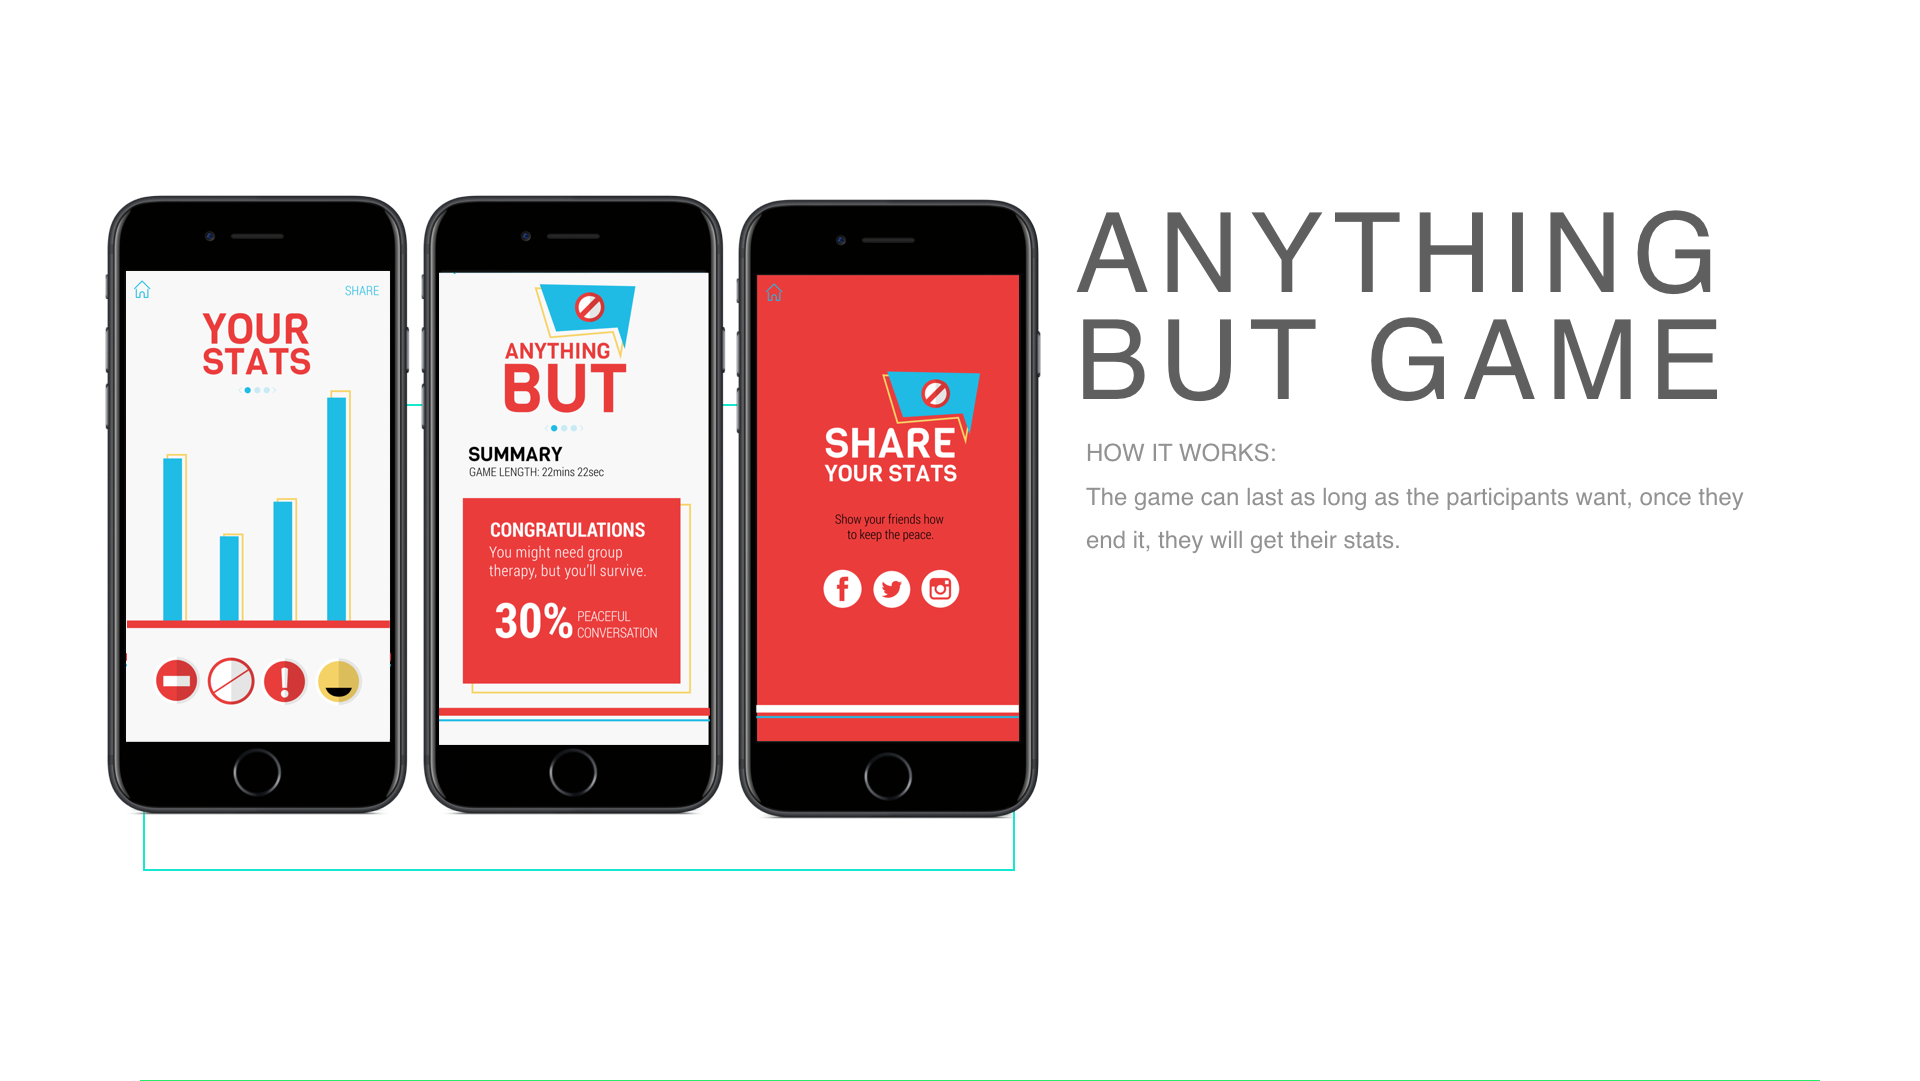 SHARE
YOUR
STATS
ANYTHING
BUT
SUMMARY
GAME LENGTH: 22mins 22sec
CONGRATULATIONS
You might need group
therapy, but you'll survive.
30% PEACEFUL
CONVERSATION
SHARE
YOUR STATS
Show your friends how
to keep the peace.
ANYTHING
BUT GAME
HOW IT WORKS:
The game can last as long as the participants want, once they
end it, they will get their stats.